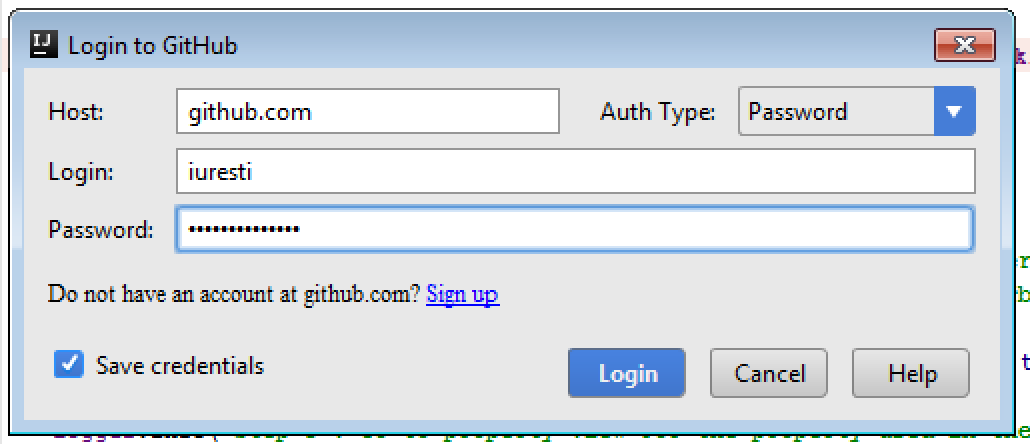 IJ Login to GitHub
Host: github.com Auth Type: Password
Login: iuresti
Password: ••••••••••••••
Do not have an account at github.com? Sign up
Save credentials Login Cancel Help